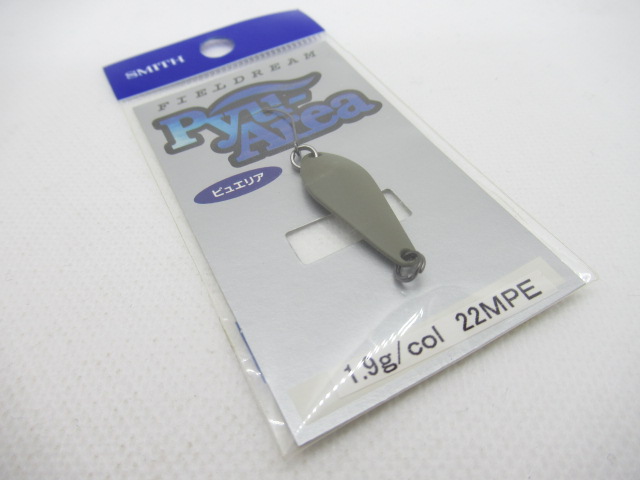 SMITH
FIELDREAM
Pyu-
Area
ピュエリア
1.9g/col 22MPE